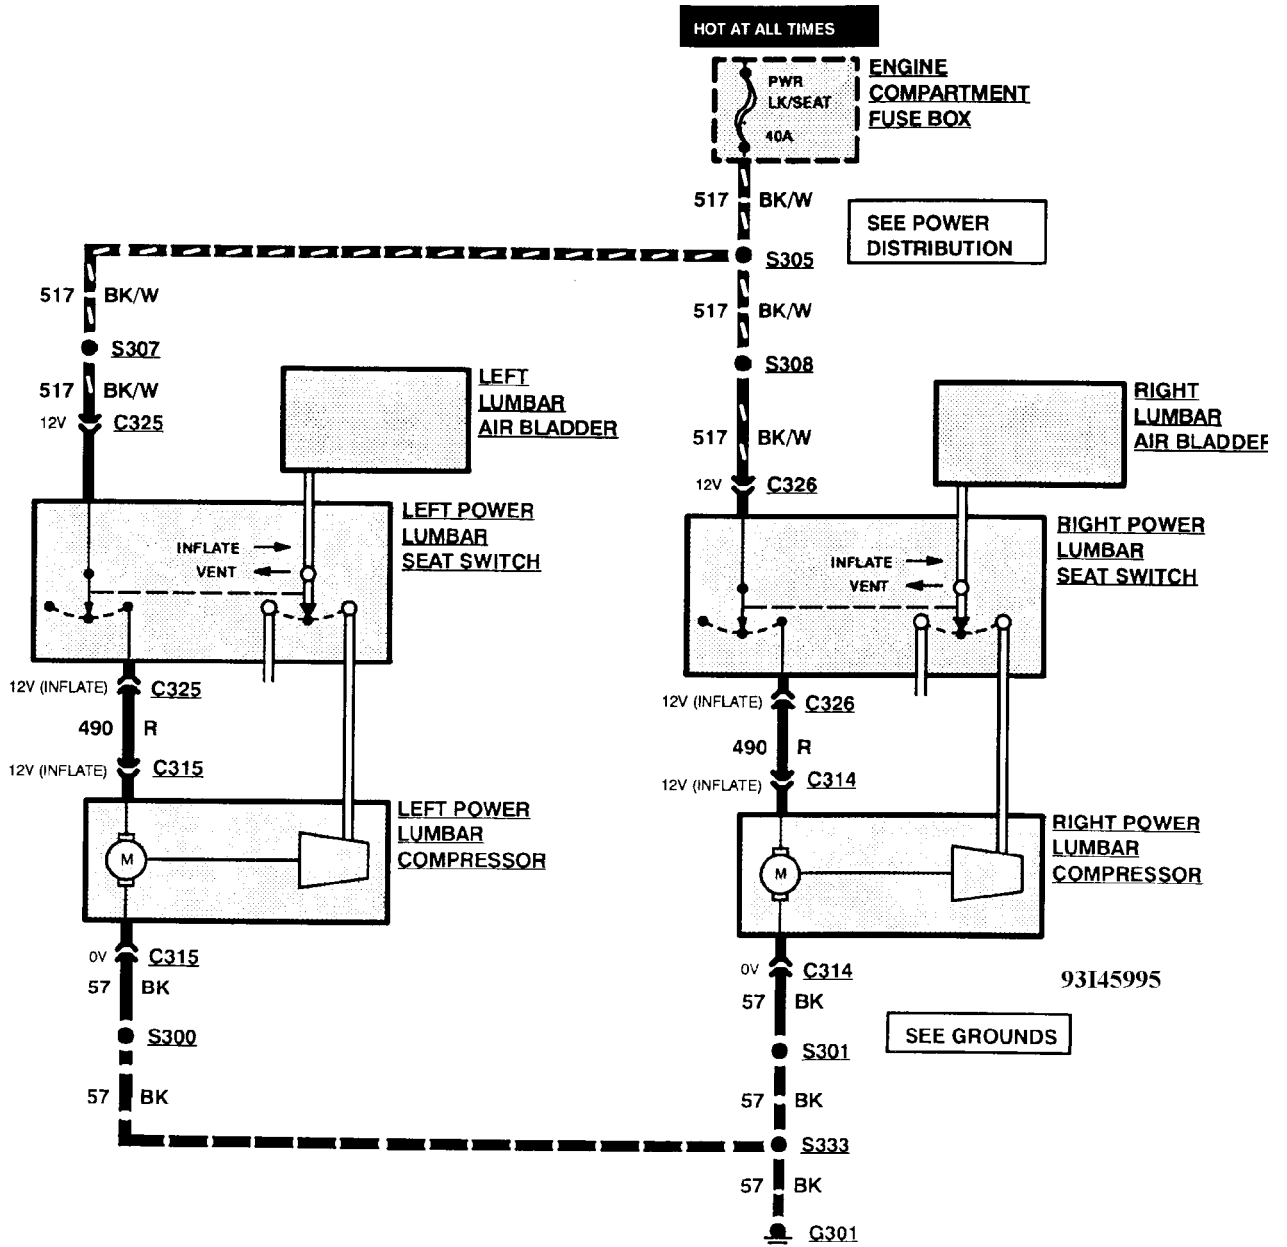 HOT AT ALL TIMES
PWR
LK/SEAT
40A
ENGINE
COMPARTMENT
FUSE BOX
517 BK/W
SEE POWER
DISTRIBUTION
S305
517 BK/W
517 BK/W
S307
S308
517 BK/W
12V C325
LEFT
LUMBAR
AIR BLADDER
RIGHT
LUMBAR
AIR BLADDER
517 BK/W
12V C326
LEFT POWER
LUMBAR
SEAT SWITCH
INFLATE
VENT
RIGHT POWER
LUMBAR
SEAT SWITCH
INFLATE
VENT
12V (INFLATE) C325
490 R
12V (INFLATE) C315
12V (INFLATE) C326
490 R
12V (INFLATE) C314
LEFT POWER
LUMBAR
COMPRESSOR
M
RIGHT POWER
LUMBAR
COMPRESSOR
M
0V C315
57 BK
S300
57 BK
0V C314
57 BK
93I45995
SEE GROUNDS
S301
57 BK
S333
57 BK
G301